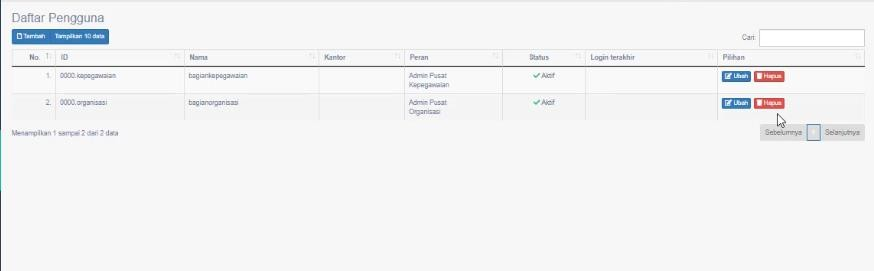 Daftar Pengguna
Tambah Tampilkan 10 data
Cari:
No. ID Nama Kantor Peran Status Login terakhir Pilihan
1. 0000.kepegawaian bagiankepegawaian Admin Pusat Kepegawaian Aktif Ubah Hapus
2. 0000.organisasi bagianorganisasi Admin Pusat Organisasi Aktif Ubah Hapus
Menampilkan 1 sampai 2 dari 2 data
Sebelumnya 1 Selanjutnya